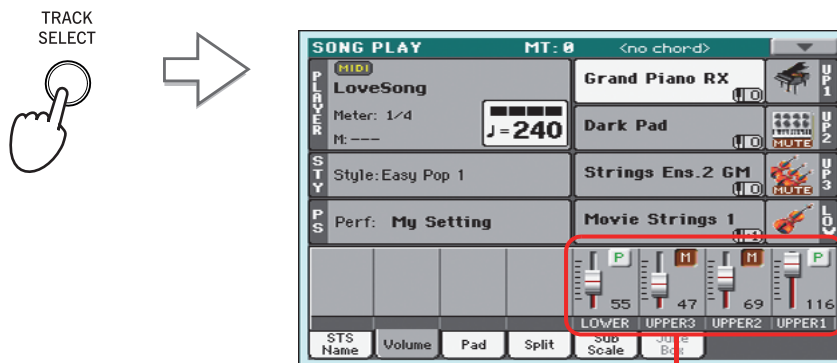 TRACK
SELECT
SONG PLAY MT: 0 <no chord>
PLAYER
MIDI
LoveSong
Meter: 1/4
M: ---
♩=240
Grand Piano RX
UP1
Dark Pad
MUTE
UP2
STY
Style: Easy Pop 1
Strings Ens.2 GM
MUTE
UP3
PS
Perf: My Setting
Movie Strings 1
LOW
P M M P
55 47 69 116
LOWER UPPER3 UPPER2 UPPER1
STS Name
Volume
Pad
Split
Sub Scale